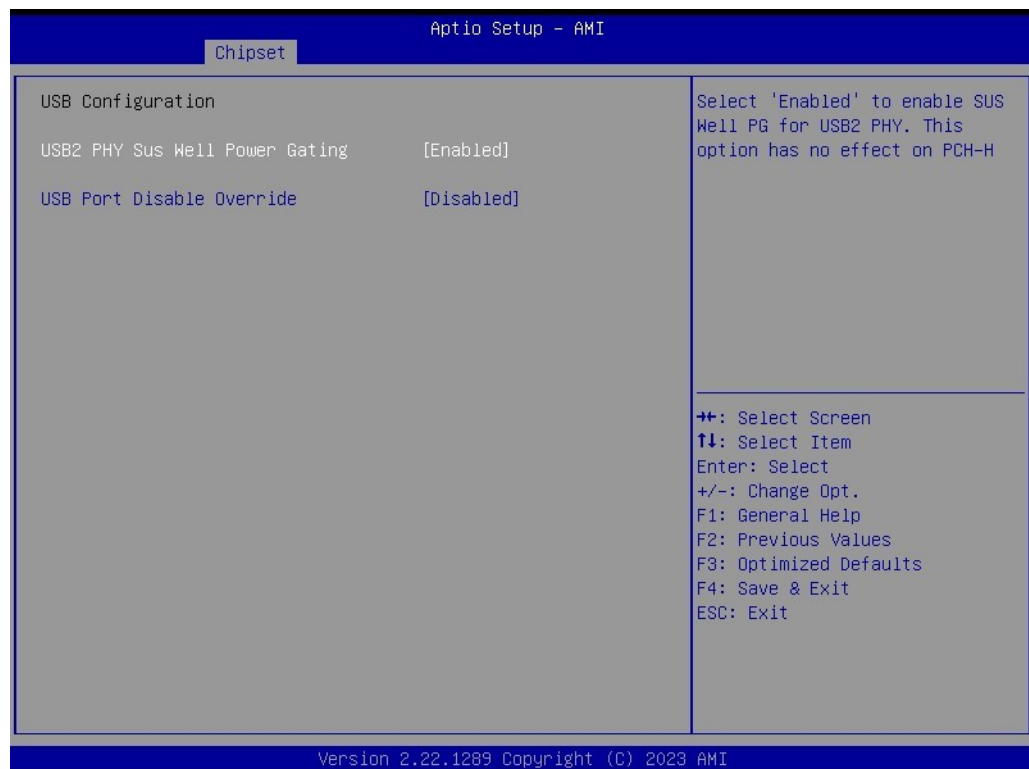 Aptio Setup - AMI
Chipset
USB Configuration
USB2 PHY Sus Well Power Gating [Enabled]
USB Port Disable Override [Disabled]
Select 'Enabled' to enable SUS
Well PG for USB2 PHY. This
option has no effect on PCH-H
→←: Select Screen
↑↓: Select Item
Enter: Select
+/-: Change Opt.
F1: General Help
F2: Previous Values
F3: Optimized Defaults
F4: Save & Exit
ESC: Exit
Version 2.22.1289 Copyright (C) 2023 AMI